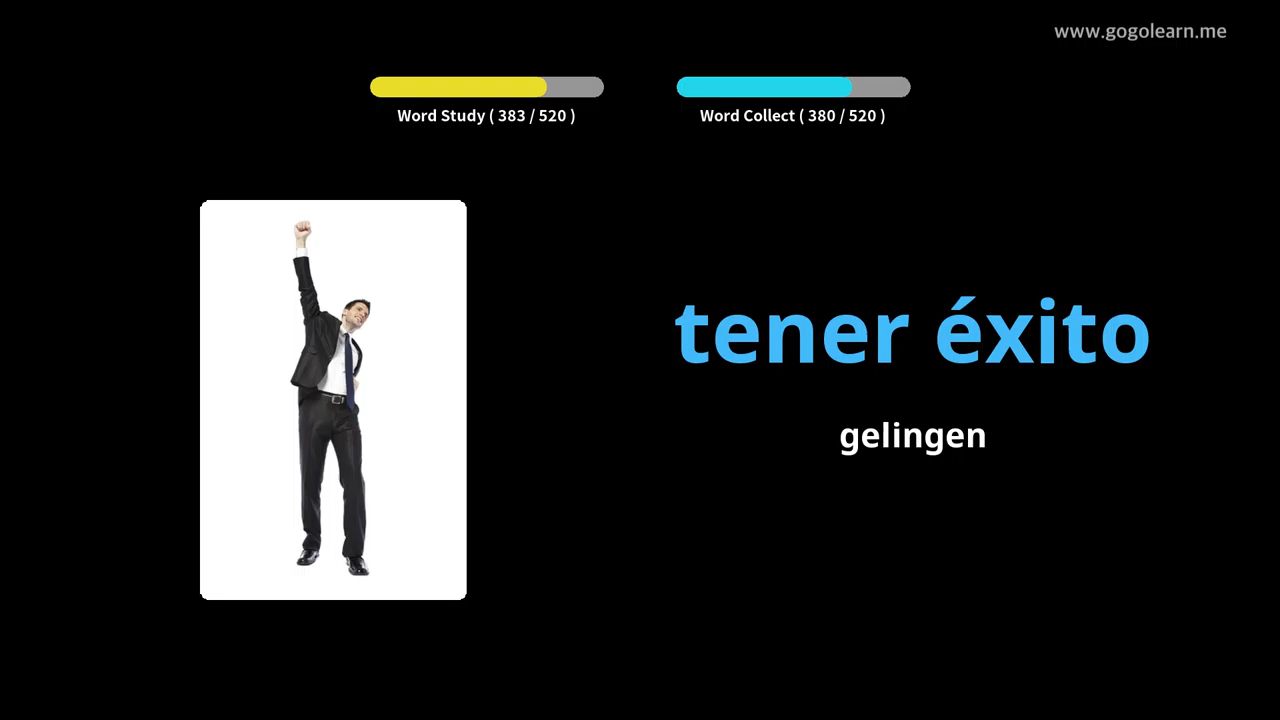 www.gogolearn.me
Word Study ( 383 / 520 )
Word Collect ( 380 / 520 )
tener éxito
gelingen